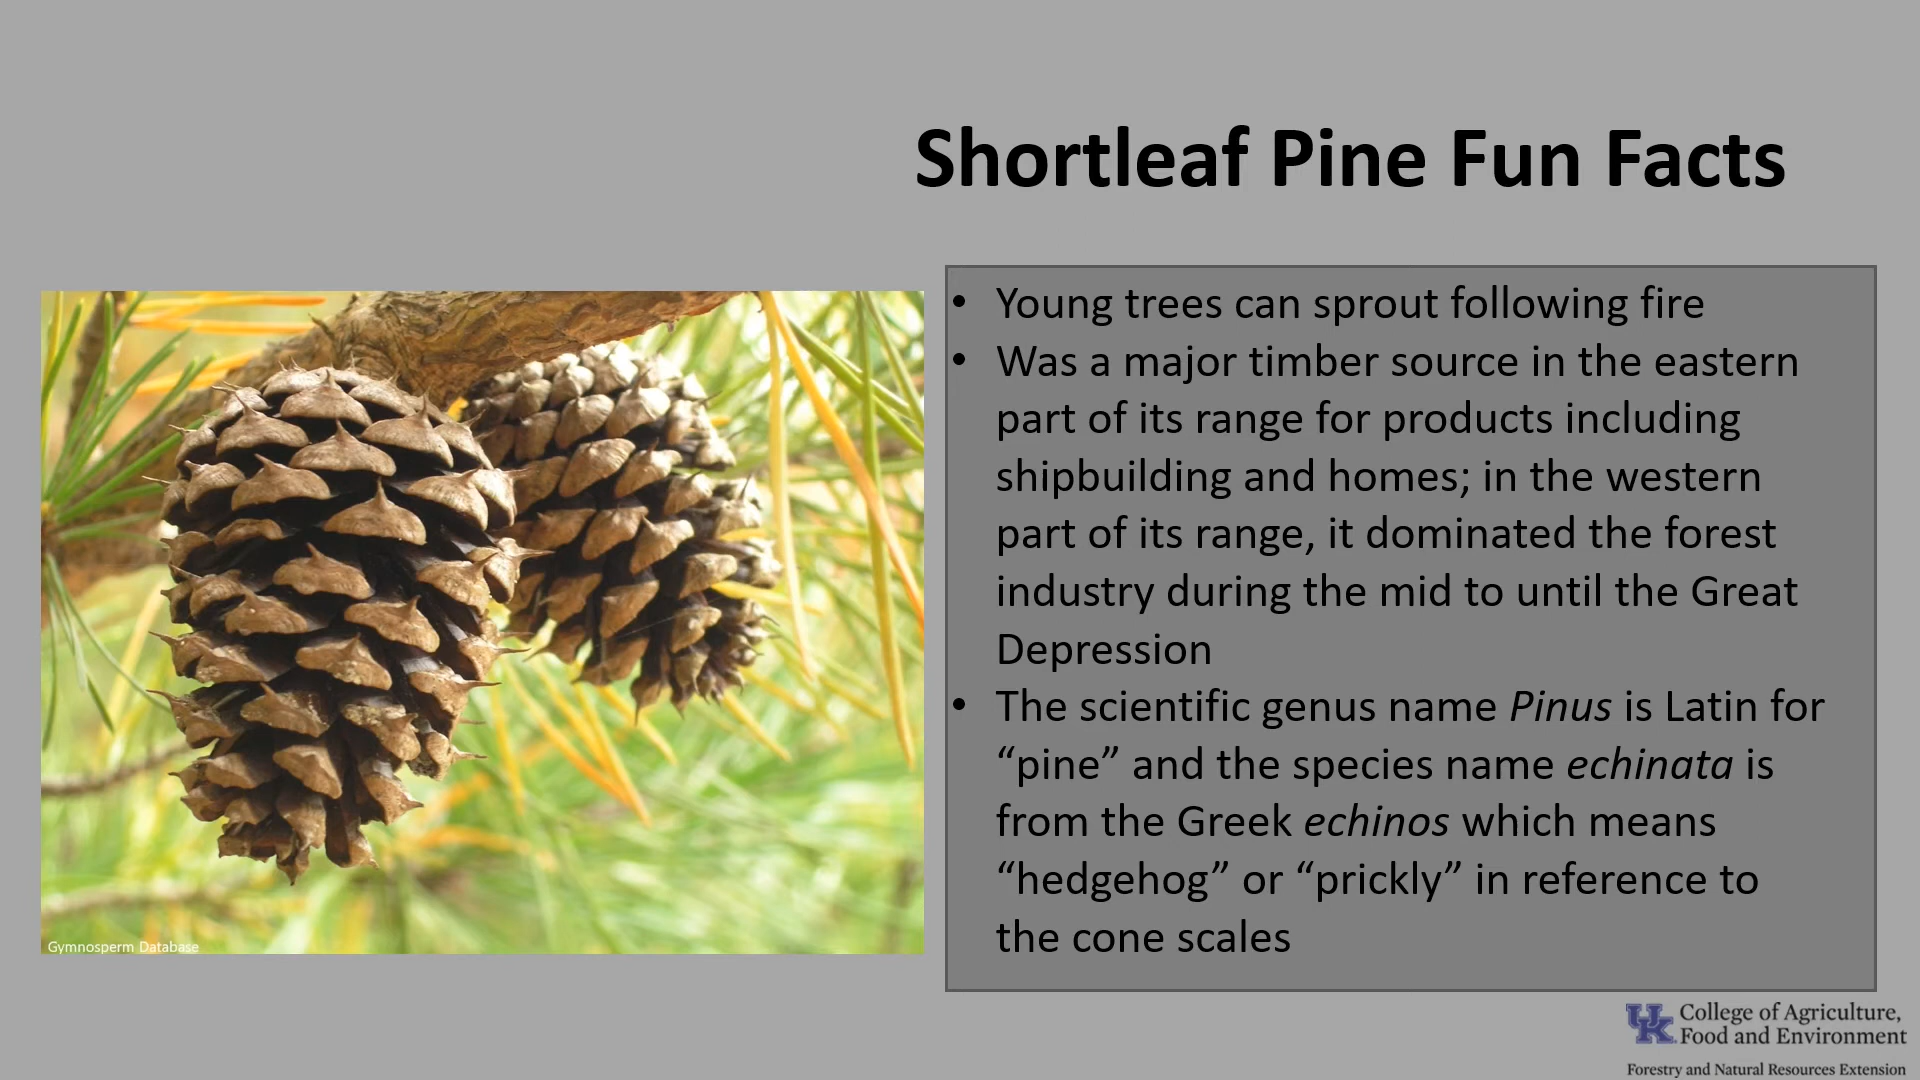 Shortleaf Pine Fun Facts
• Young trees can sprout following fire
• Was a major timber source in the eastern
part of its range for products including
shipbuilding and homes; in the western
part of its range, it dominated the forest
industry during the mid to until the Great
Depression
• The scientific genus name Pinus is Latin for
“pine” and the species name echinata is
from the Greek echinos which means
“hedgehog” or “prickly” in reference to
the cone scales
Gymnosperm Database
UK College of Agriculture,
Food and Environment
Forestry and Natural Resources Extension